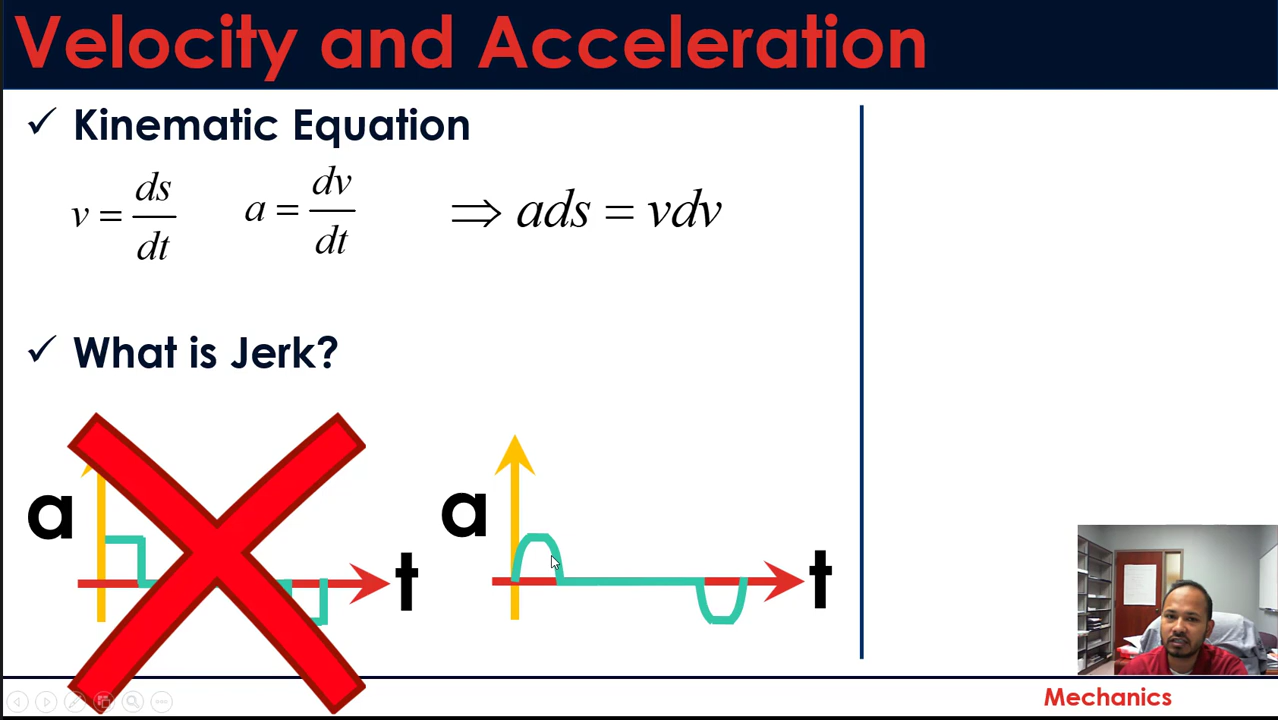 Velocity and Acceleration
✓ Kinematic Equation
v = ds/dt a = dv/dt ⇒ ads = vdv
✓ What is Jerk?
a t a t
Mechanics